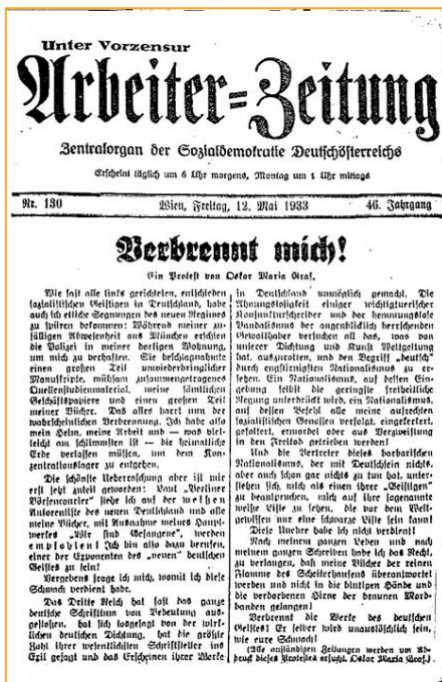 Unter Vorzensur
Arbeiter=Zeitung
Zentralorgan der Sozialdemokratie Deutschösterreichs
Erscheint täglich um 6 Uhr morgens, Montag um 1 Uhr mittags
Nr. 130 Wien, Freitag, 12. Mai 1933 46. Jahrgang
Verbrennt mich!
Ein Protest von Oskar Maria Graf.
Wie fast alle links gerichteten, entschieden
sozialistischen Geistigen in Deutschland, habe
auch ich etliche Segnungen des neuen Regimes
zu spüren bekommen: Während meiner zu-
fälligen Abwesenheit aus München erschien
die Polizei in meiner dortigen Wohnung,
um mich zu verhaften. Sie beschlagnahmte
einen großen Teil unwiederbringlicher
Manuskripte, mühsam zusammengetragenes
Quellenstudienmaterial, meine sämtlichen
Geschäftspapiere und einen großen Teil
meiner Bücher. Das alles harrt nun der
wahrscheinlichen Verbrennung. Ich habe also
mein Heim, meine Arbeit und — was viel-
leicht am schlimmsten ist — die heimatliche
Erde verlassen müssen, um dem Kon-
zentrationslager zu entgehen.
Die schönste Ueberraschung aber ist mir
erst jetzt zuteil geworden: Laut „Berliner
Börsencourier“ stehe ich auf der weißen
Autorenliste des neuen Deutschland und alle
meine Bücher, mit Ausnahme meines Haupt-
werkes „Wir sind Gefangene“, werden
empfohlen! Ich bin also dazu berufen,
einer der Exponenten des „neuen“ deutschen
Geistes zu sein!
Vergebens frage ich mich, womit ich diese
Schmach verdient habe.
Das Dritte Reich hat fast das ganze
deutsche Schrifttum von Bedeutung aus-
gestoßen, hat sich losgesagt von der wirk-
lichen deutschen Dichtung, hat die größte
Zahl ihrer wesentlichsten Schriftsteller ins
Exil gejagt und das Erscheinen ihrer Werke
in Deutschland unmöglich gemacht. Die
Ahnungslosigkeit einiger wichtigtuerischer
Konjunkturschreiber und der hemmungslose
Vandalismus der augenblicklich herrschenden
Gewalthaber versuchen all das, was von
unserer Dichtung und Kunst Weltgeltung
hat, auszurotten, und den Begriff „deutsch“
durch engstirnigsten Nationalismus zu er-
setzen. Ein Nationalismus, auf dessen Ein-
gebung selbst die geringste freiheitliche
Regung unterdrückt wird, ein Nationalismus,
auf dessen Befehl alle meine aufrechten
sozialistischen Genossen verfolgt, eingekerkert,
gefoltert, ermordet oder aus Verzweiflung
in den Freitod getrieben werden!
Und die Vertreter dieses barbarischen
Nationalismus, der mit Deutschsein nichts,
aber auch schon gar nichts zu tun hat, unter-
stehen sich, mich als einen ihrer „Geistigen“
zu beanspruchen, mich auf ihre sogenannte
weiße Liste zu setzen, die vor dem Welt-
gewissen nur eine schwarze Liste sein kann!
Diese Unehre habe ich nicht verdient!
Nach meinem ganzen Leben und nach
meinem ganzen Schreiben habe ich das Recht,
zu verlangen, daß meine Bücher der reinen
Flamme des Scheiterhaufens überantwortet
werden und nicht in die blutigen Hände und
die verdorbenen Hirne der braunen Mord-
banden gelangen!
Verbrennt die Werke des deutschen
Geistes! Er selber wird unauslöschlich sein,
wie eure Schmach!
(Alle anständigen Zeitungen werden um Ab-
druck dieses Protestes ersucht. Oskar Maria Graf.)